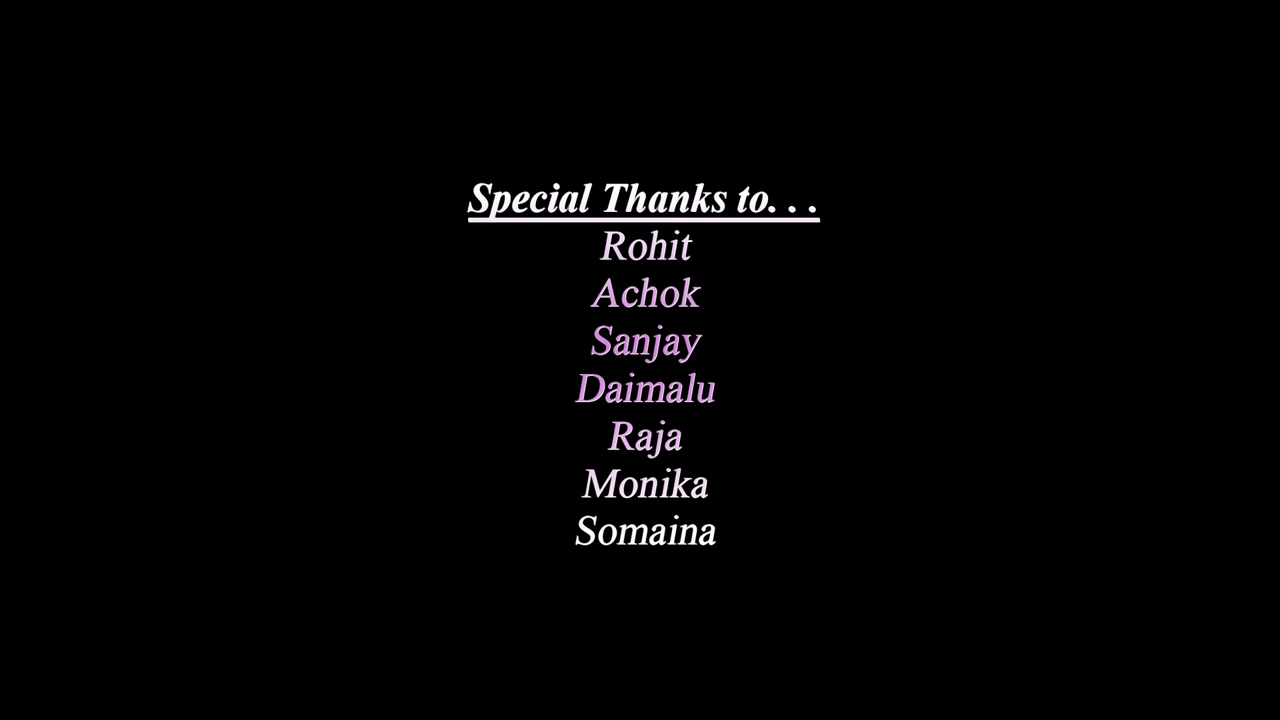 Special Thanks to. . .
Rohit
Achok
Sanjay
Daimalu
Raja
Monika
Somaina